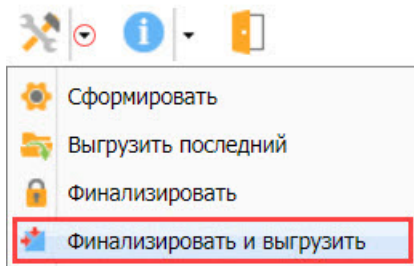 Сформировать
Выгрузить последний
Финализировать
Финализировать и выгрузить